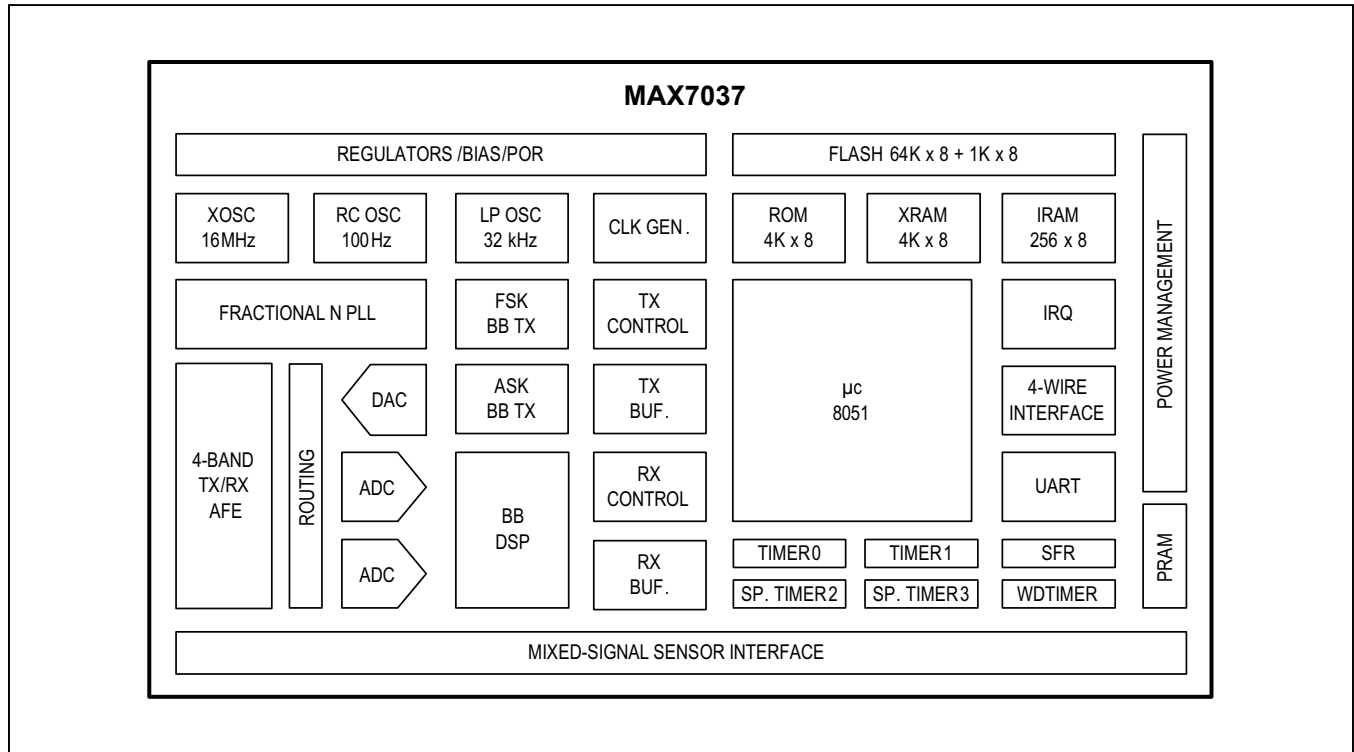 MAX7037
REGULATORS /BIAS/POR
FLASH 64K x 8 + 1K x 8
XOSC
16MHz
RC OSC
100Hz
LP OSC
32 kHz
CLK GEN.
ROM
4K x 8
XRAM
4K x 8
IRAM
256 x 8
POWER MANAGEMENT
FRACTIONAL N PLL
FSK
BB TX
TX
CONTROL
µc
8051
IRQ
4-BAND
TX/RX
AFE
ROUTING
DAC
ASK
BB TX
TX
BUF.
4-WIRE
INTERFACE
ADC
BB
DSP
RX
CONTROL
UART
ADC
RX
BUF.
TIMER0
TIMER1
SFR
PRAM
SP. TIMER2
SP. TIMER3
WDTIMER
MIXED-SIGNAL SENSOR INTERFACE